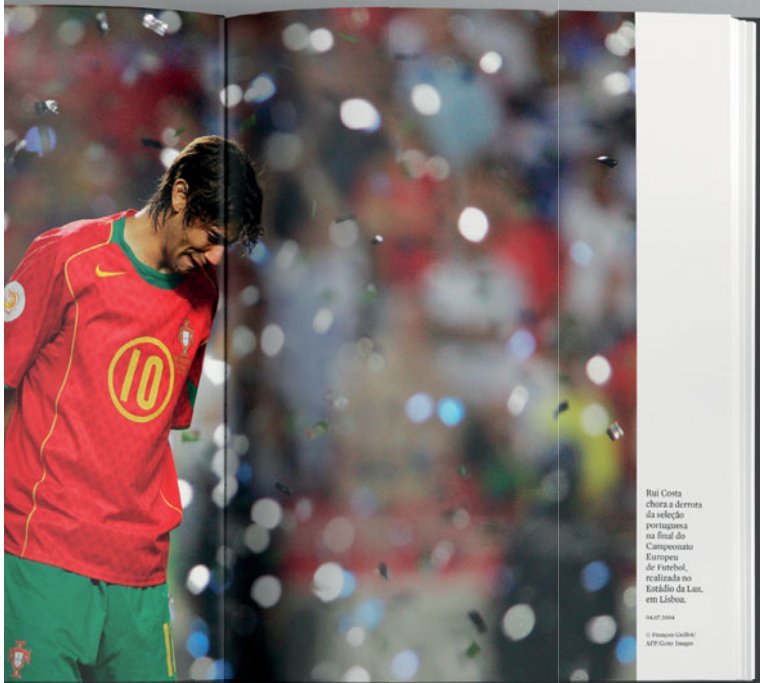 10
1
Rui Costa
chora a derrota
da seleção
portuguesa
na final do
Campeonato
Europeu
de Futebol,
realizada no
Estádio da Luz,
em Lisboa.
04.07.2004
© François Guillot/
AFP/Getty Images